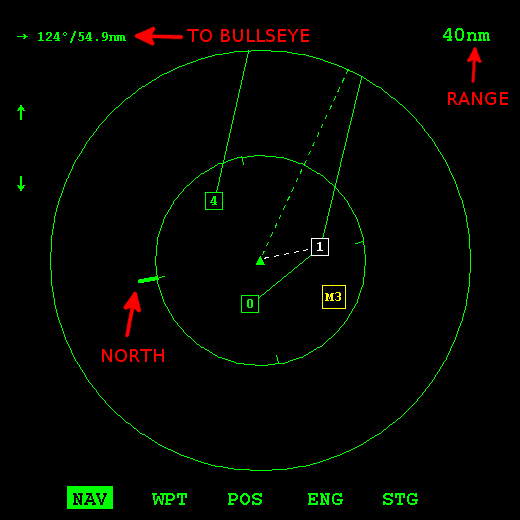 → 124°/54.9nm TO BULLSEYE 40nm
RANGE
4
1
M3
0
NORTH
NAV WPT POS ENG STG